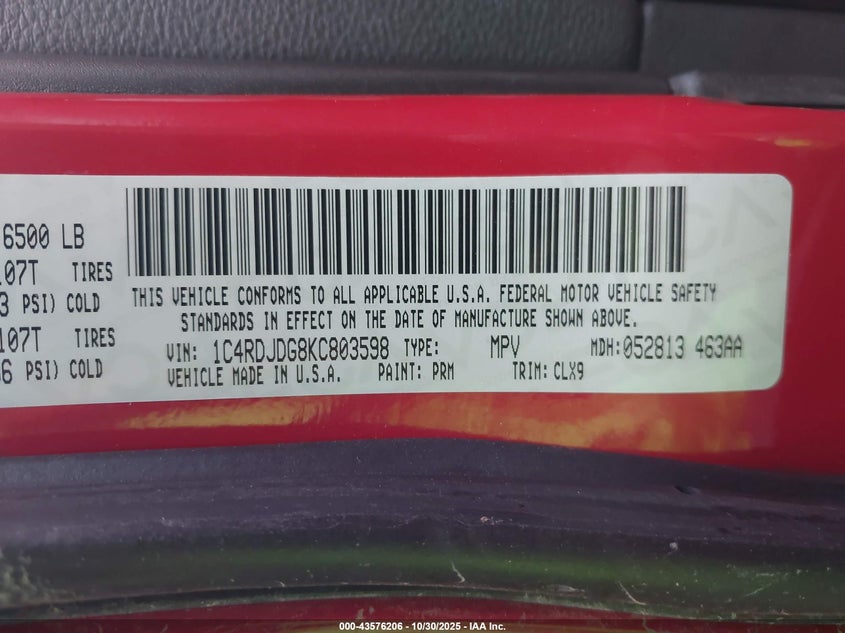 6500 LB
107T TIRES
3 PSI) COLD
107T TIRES
36 PSI) COLD
THIS VEHICLE CONFORMS TO ALL APPLICABLE U.S.A. FEDERAL MOTOR VEHICLE SAFETY
STANDARDS IN EFFECT ON THE DATE OF MANUFACTURE SHOWN ABOVE.
VIN: 1C4RDJDG8KC803598 TYPE: MPV MDH:052813 463AA
VEHICLE MADE IN U.S.A. PAINT: PRM TRIM: CLX9
000-43576206 - 10/30/2025 - IAA Inc.